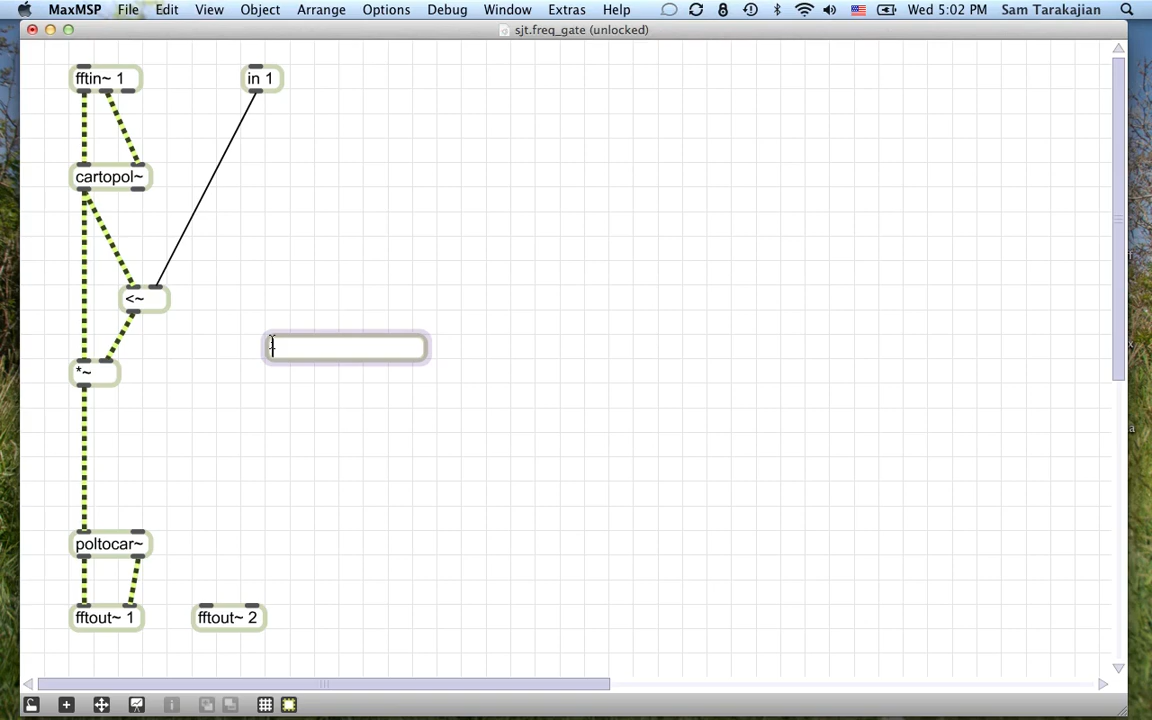 MaxMSP File Edit View Object Arrange Options Debug Window Extras Help Wed 5:02 PM Sam Tarakajian
sjt.freq_gate (unlocked)
fftin~ 1
in 1
cartopol~
<~
*~
poltocar~
fftout~ 1
fftout~ 2